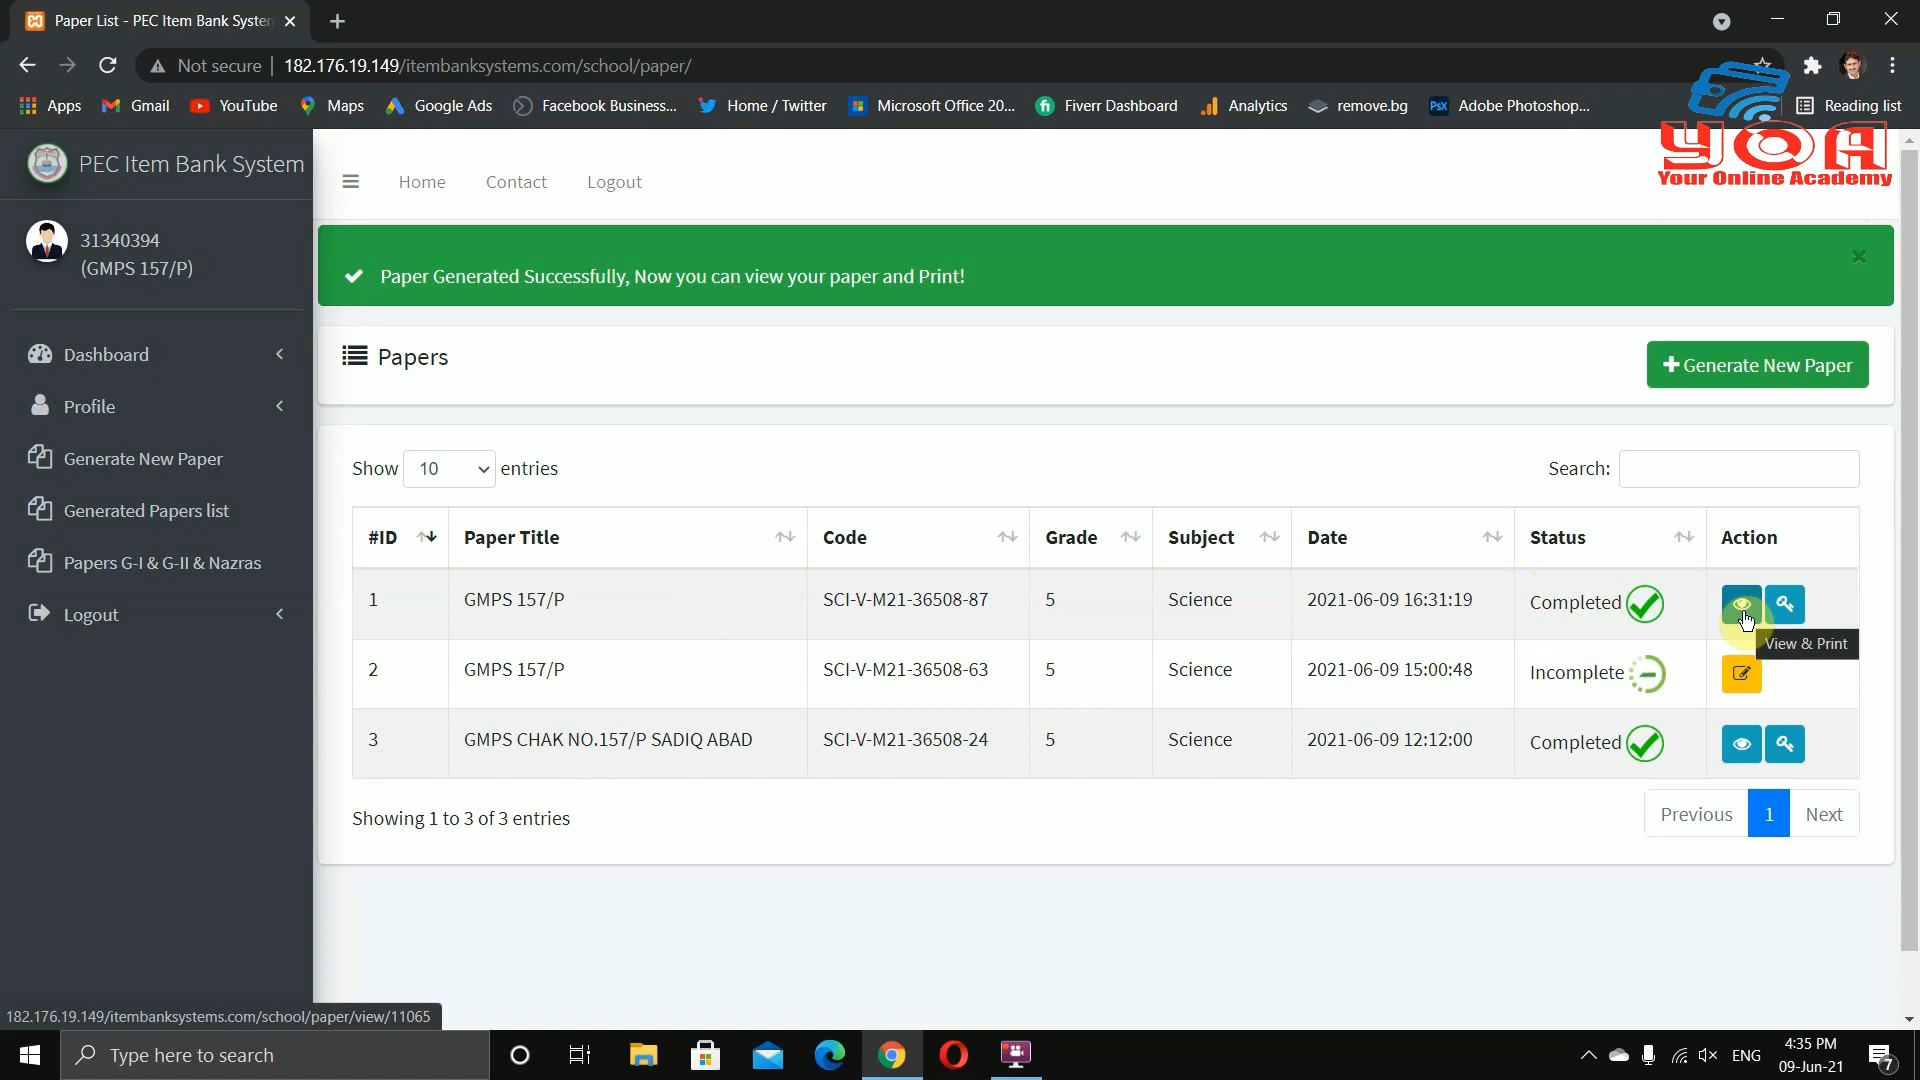 Paper List - PEC Item Bank Syster
Not secure 182.176.19.149/itembanksystems.com/school/paper/
Apps Gmail YouTube Maps Google Ads Facebook Business... Home / Twitter Microsoft Office 20... Fiverr Dashboard Analytics remove.bg Adobe Photoshop... Reading list
YOA
Your Online Academy
PEC Item Bank System
Home Contact Logout
31340394
(GMPS 157/P)
Dashboard
Profile
Generate New Paper
Generated Papers list
Papers G-I & G-II & Nazras
Logout
Paper Generated Successfully, Now you can view your paper and Print!
Papers
Generate New Paper
Show 10 entries
Search:
#ID Paper Title Code Grade Subject Date Status Action
1 GMPS 157/P SCI-V-M21-36508-87 5 Science 2021-06-09 16:31:19 Completed
View & Print
2 GMPS 157/P SCI-V-M21-36508-63 5 Science 2021-06-09 15:00:48 Incomplete
3 GMPS CHAK NO.157/P SADIQ ABAD SCI-V-M21-36508-24 5 Science 2021-06-09 12:12:00 Completed
Showing 1 to 3 of 3 entries
Previous 1 Next
182.176.19.149/itembanksystems.com/school/paper/view/11065
Type here to search
ENG
4:35 PM
09-Jun-21
7